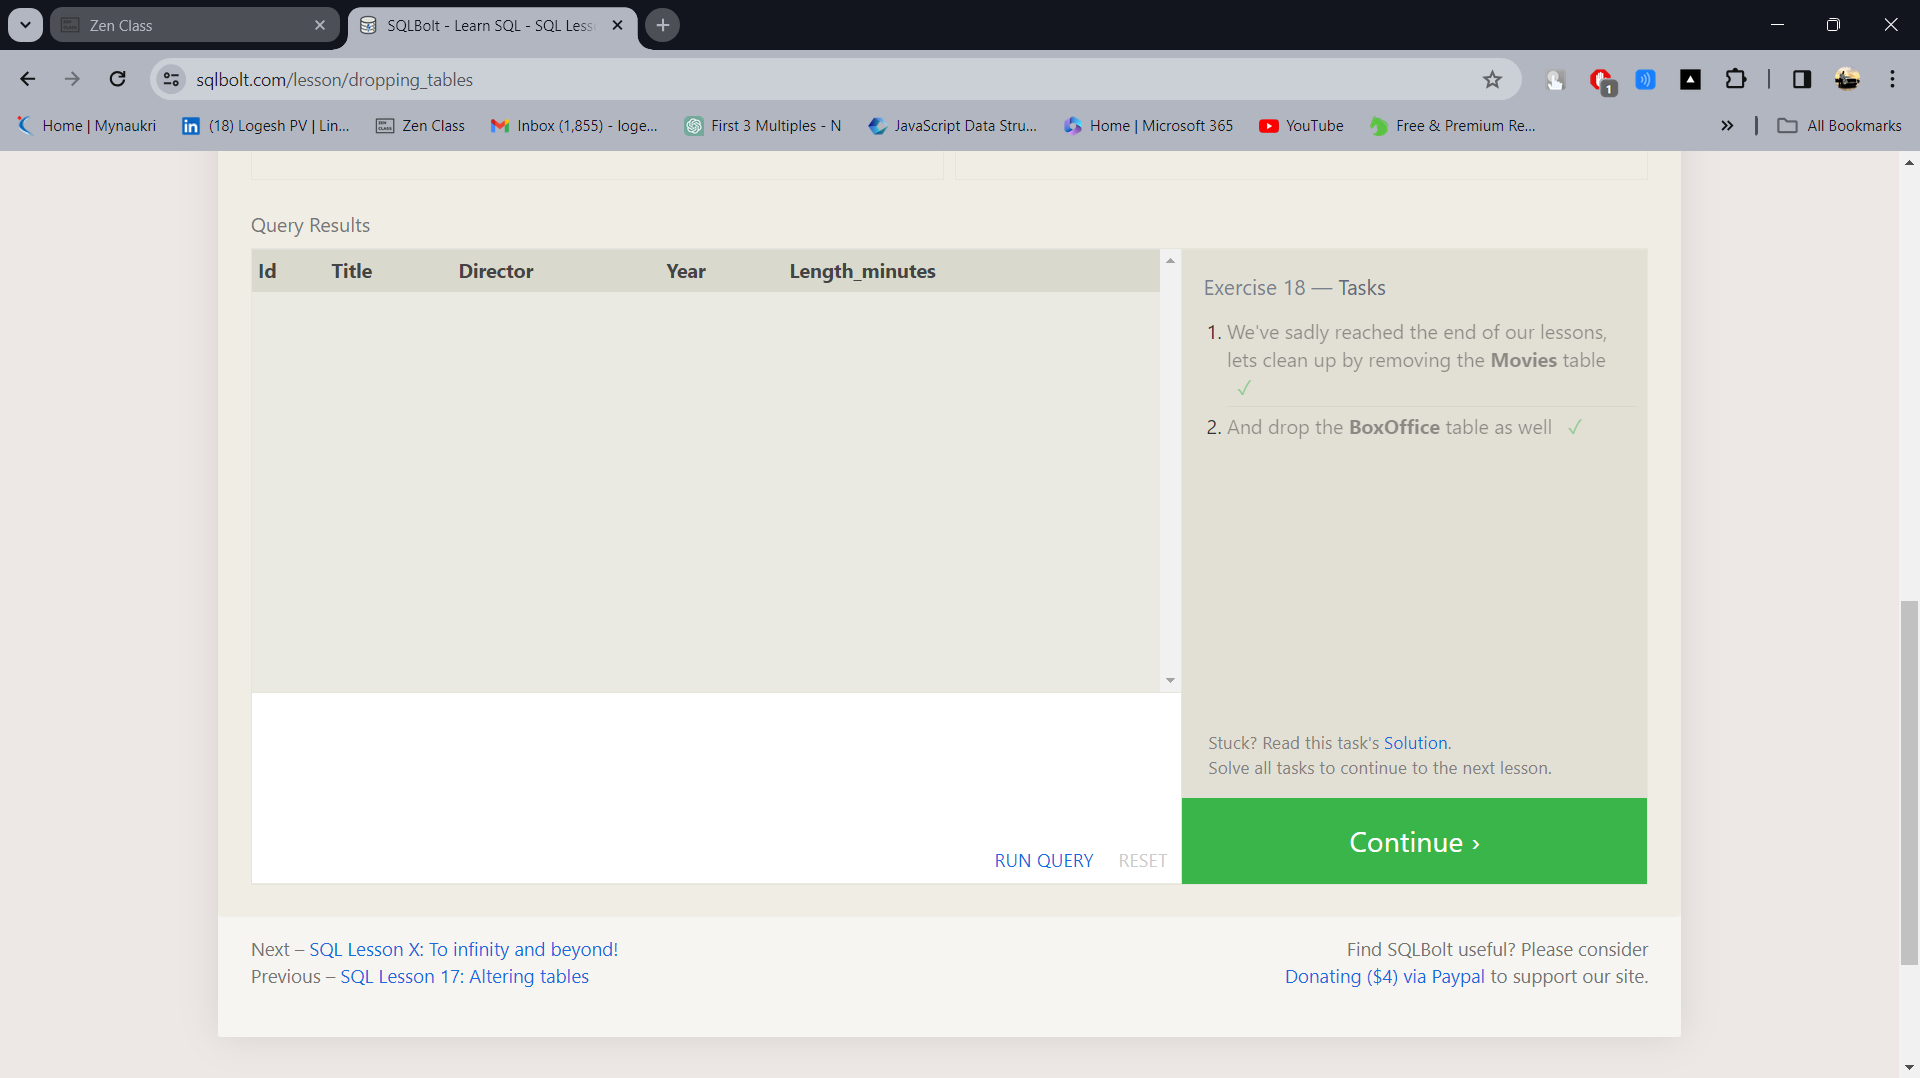 Zen Class
SQLBolt - Learn SQL - SQL Less
sqlbolt.com/lesson/dropping_tables
1
Home | Mynaukri
(18) Logesh PV | Lin...
Zen Class
Inbox (1,855) - loge...
First 3 Multiples - N
JavaScript Data Stru...
Home | Microsoft 365
YouTube
Free & Premium Re...
All Bookmarks
Query Results
Id Title Director Year Length_minutes
Exercise 18 — Tasks
1. We've sadly reached the end of our lessons,
lets clean up by removing the Movies table
✓
2. And drop the BoxOffice table as well ✓
Stuck? Read this task's Solution.
Solve all tasks to continue to the next lesson.
RUN QUERY RESET
Continue ›
Next – SQL Lesson X: To infinity and beyond!
Previous – SQL Lesson 17: Altering tables
Find SQLBolt useful? Please consider
Donating ($4) via Paypal to support our site.